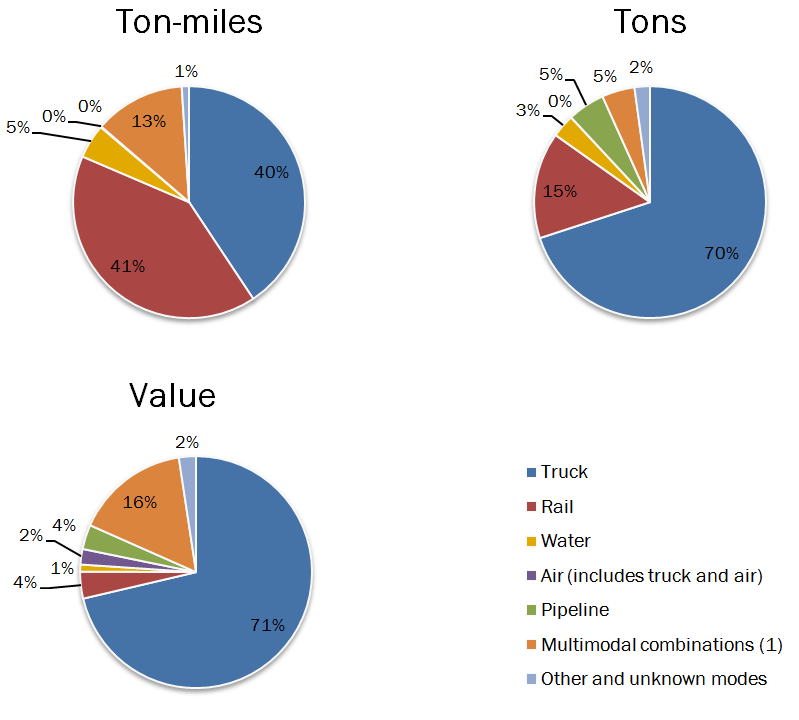 Ton-miles
1%
0%
0%
5%
13%
40%
41%
Tons
2%
5%
5%
0%
3%
15%
70%
Value
2%
16%
4%
2%
1%
4%
71%
Truck
Rail
Water
Air (includes truck and air)
Pipeline
Multimodal combinations (1)
Other and unknown modes